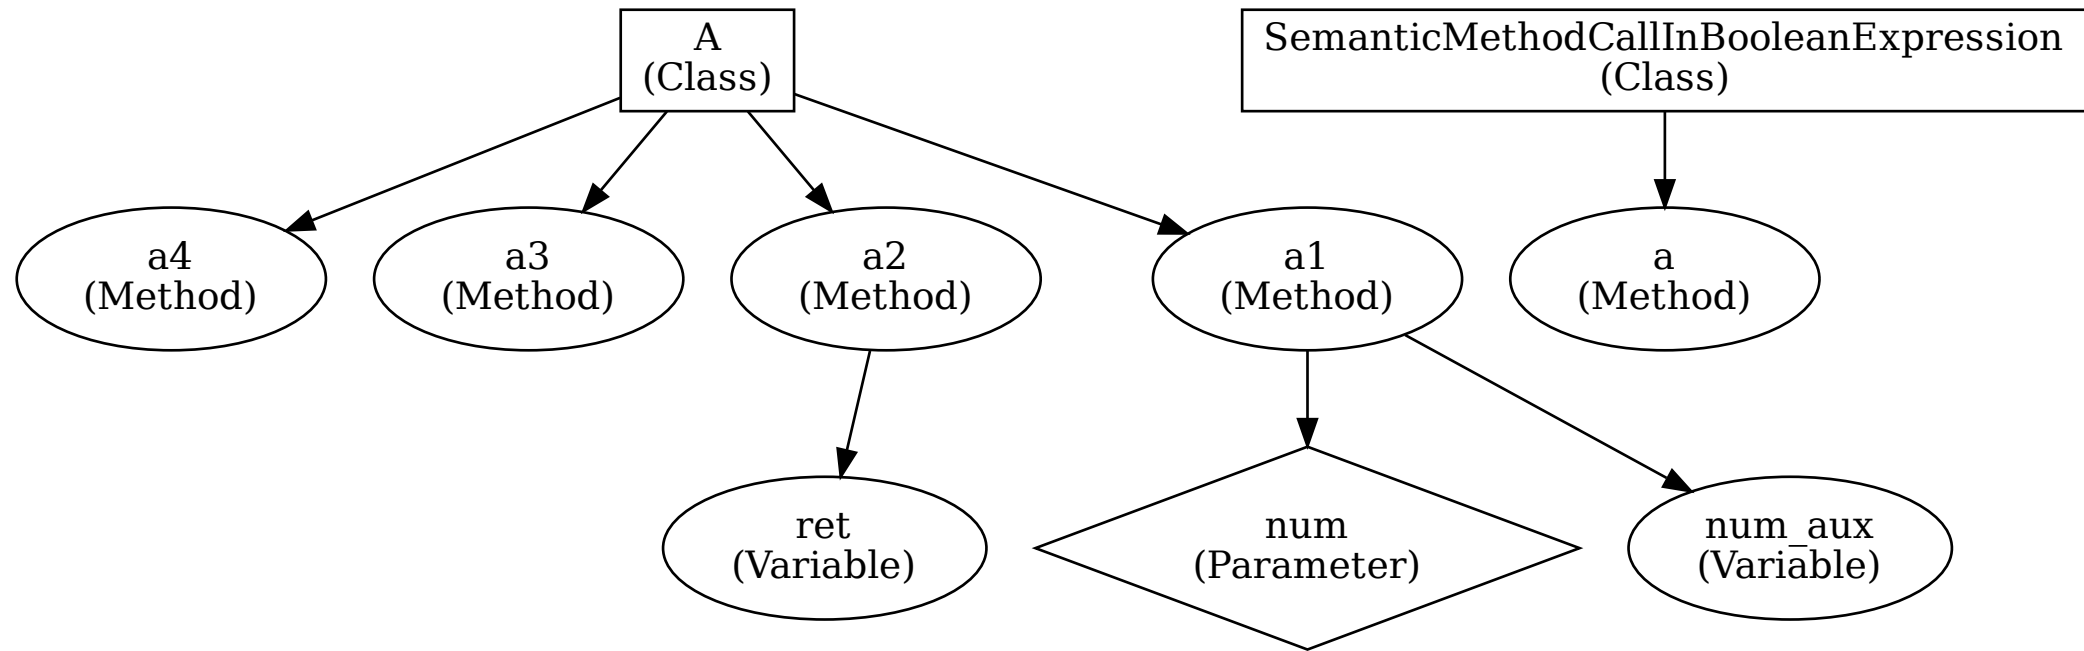 A
(Class)
SemanticMethodCallInBooleanExpression
(Class)
a4
(Method)
a3
(Method)
a2
(Method)
a1
(Method)
a
(Method)
ret
(Variable)
num
(Parameter)
num_aux
(Variable)